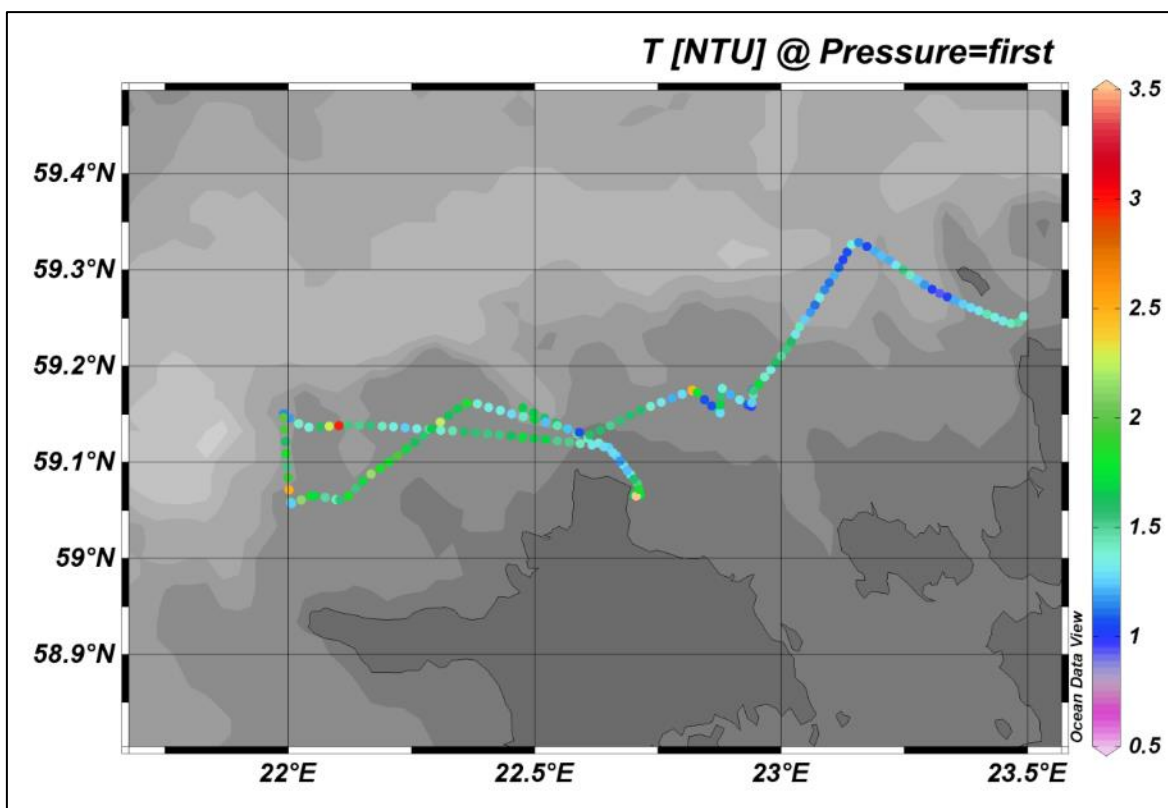 T [NTU] @ Pressure=first
59.4°N
59.3°N
59.2°N
59.1°N
59°N
58.9°N
22°E
22.5°E
23°E
23.5°E
Ocean Data View
3.5
3
2.5
2
1.5
1
0.5